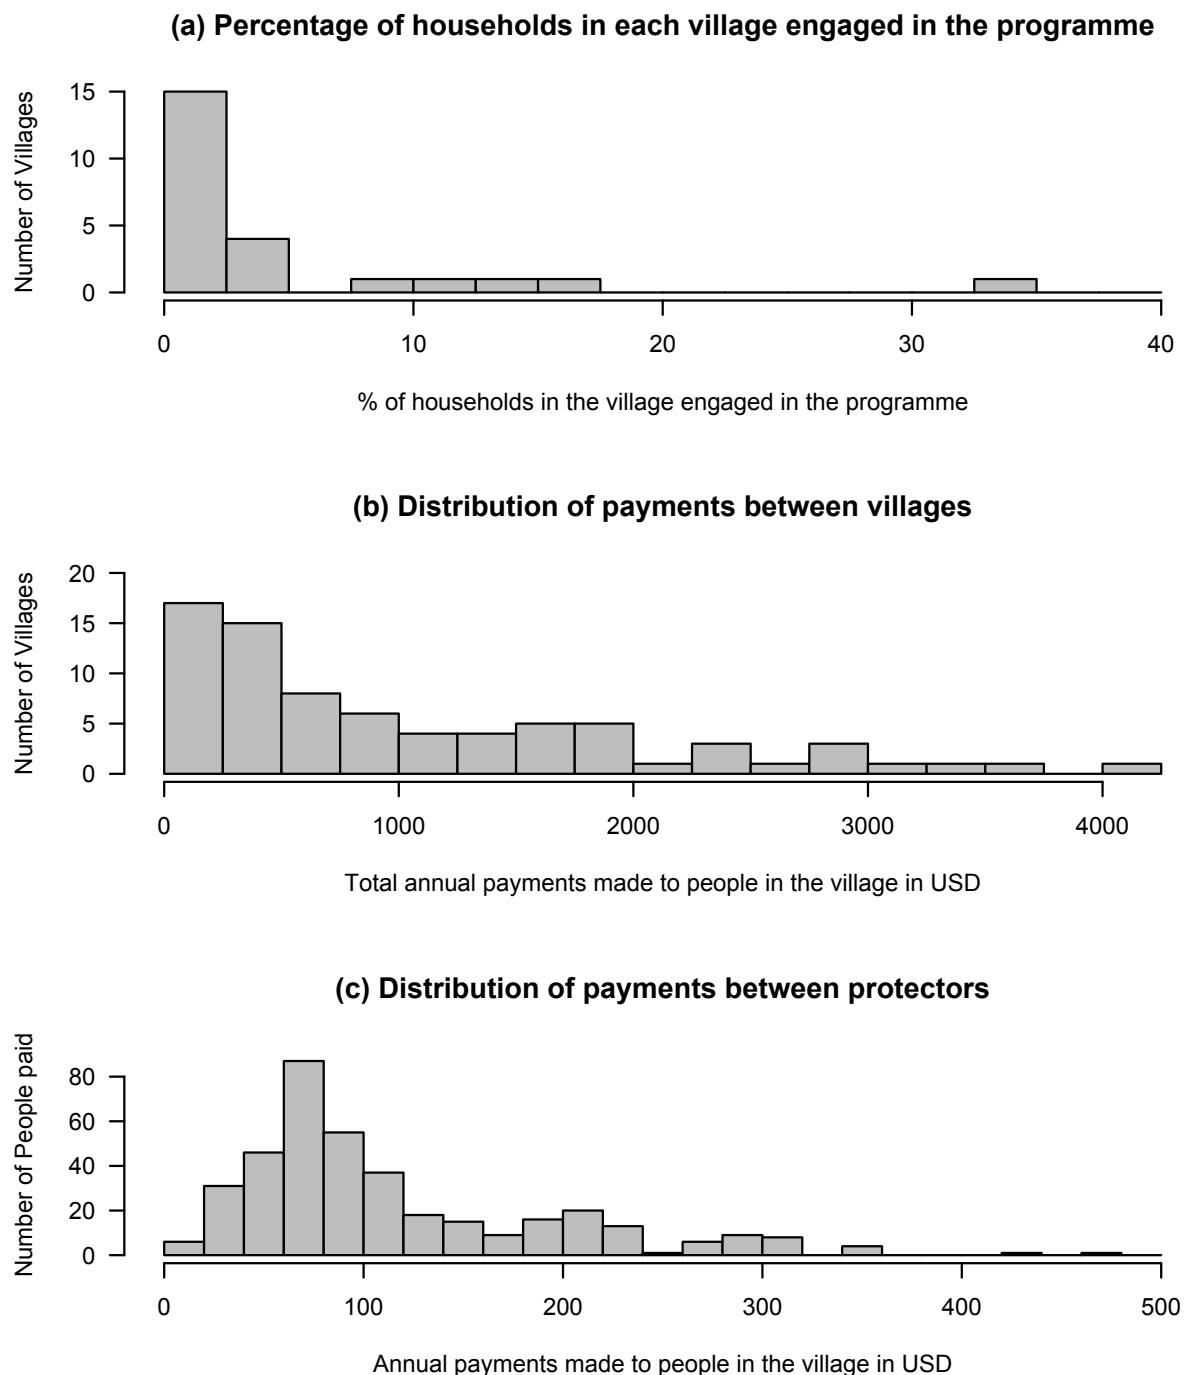 (a) Percentage of households in each village engaged in the programme
Number of Villages
15
10
5
0
0 10 20 30 40
% of households in the village engaged in the programme
(b) Distribution of payments between villages
Number of Villages
20
15
10
5
0
0 1000 2000 3000 4000
Total annual payments made to people in the village in USD
(c) Distribution of payments between protectors
Number of People paid
80
60
40
20
0
0 100 200 300 400 500
Annual payments made to people in the village in USD